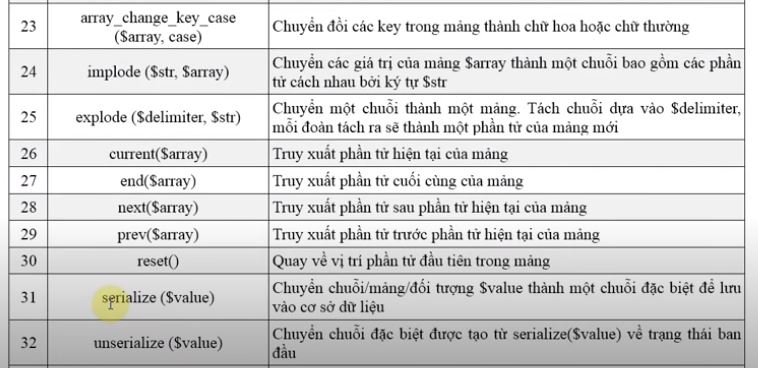 23
array_change_key_case
($array, case)
Chuyển đồi các key trong mảng thành chữ hoa hoặc chữ thường
24
implode ($str, $array)
Chuyển các giá trị của mảng $array thành một chuỗi bao gồm các phần
tử cách nhau bởi ký tự $str
25
explode ($delimiter, $str)
Chuyển một chuỗi thành một mảng. Tách chuỗi dựa vào $delimiter,
mỗi đoạn tách ra sẽ thành một phần tử của mảng mới
26
current($array)
Truy xuất phần tử hiện tại của mảng
27
end($array)
Truy xuất phần tử cuối cùng của mảng
28
next($array)
Truy xuất phần tử sau phần tử hiện tại của mảng
29
prev($array)
Truy xuất phần tử trước phần tử hiện tại của mảng
30
reset()
Quay về vị trí phần tử đầu tiên trong mảng
31
serialize ($value)
Chuyển chuỗi/mảng/đối tượng $value thành một chuỗi đặc biệt để lưu
vào cơ sở dữ liệu
32
unserialize ($value)
Chuyển chuỗi đặc biệt được tạo từ serialize($value) về trạng thái ban
đầu